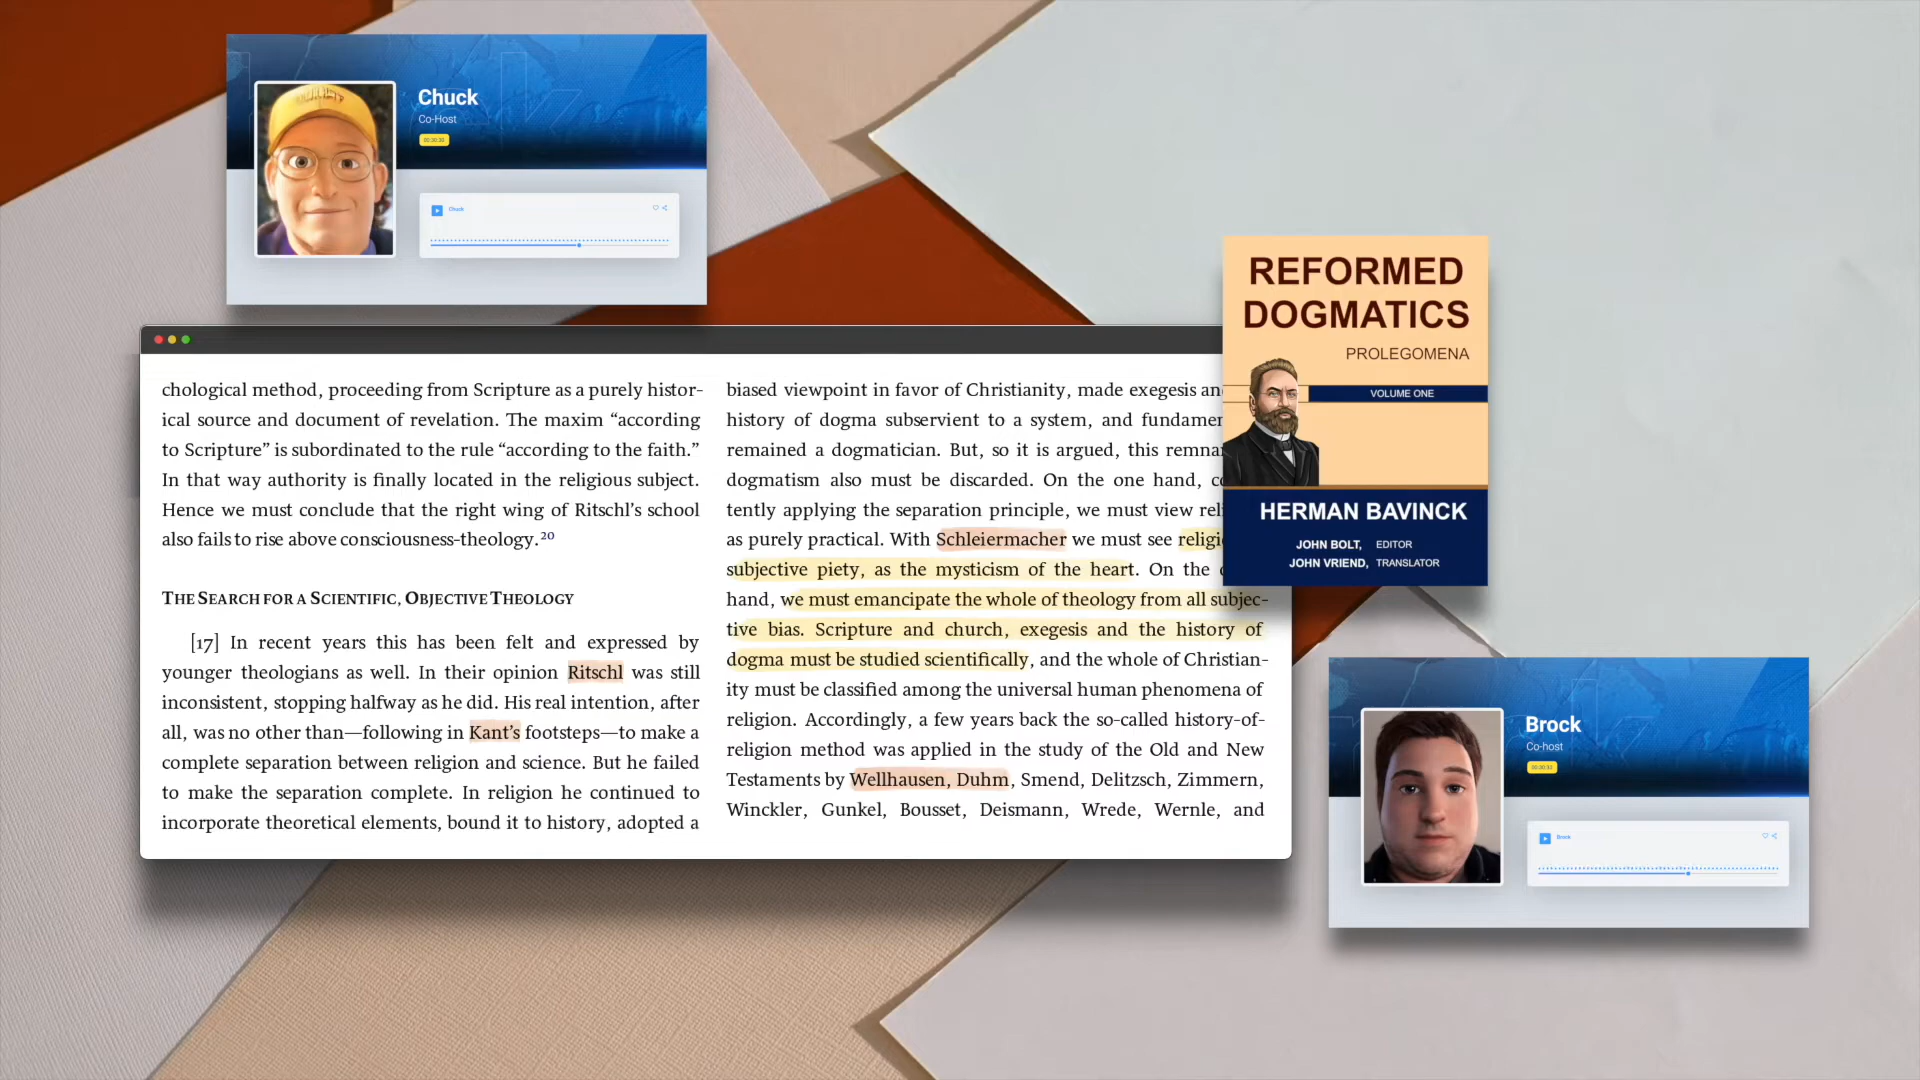 Chuck
Co-Host
Chuck
chological method, proceeding from Scripture as a purely histor-
ical source and document of revelation. The maxim “according
to Scripture” is subordinated to the rule “according to the faith.”
In that way authority is finally located in the religious subject.
Hence we must conclude that the right wing of Ritschl’s school
also fails to rise above consciousness-theology.20
The Search for a Scientific, Objective Theology
[17] In recent years this has been felt and expressed by
younger theologians as well. In their opinion Ritschl was still
inconsistent, stopping halfway as he did. His real intention, after
all, was no other than—following in Kant’s footsteps—to make a
complete separation between religion and science. But he failed
to make the separation complete. In religion he continued to
incorporate theoretical elements, bound it to history, adopted a
biased viewpoint in favor of Christianity, made exegesis
history of dogma subservient to a system, and
remained a dogmatician. But, so it is argued, this
dogmatism also must be discarded. On the one hand,
tently applying the separation principle, we must view
as purely practical. With Schleiermacher we must see
subjective piety, as the mysticism of the heart. On the
hand, we must emancipate the whole of theology from all subjec-
tive bias. Scripture and church, exegesis and the history of
dogma must be studied scientifically, and the whole of Christian-
ity must be classified among the universal human phenomena of
religion. Accordingly, a few years back the so-called history-of-
religion method was applied in the study of the Old and New
Testaments by Wellhausen, Duhm, Smend, Delitzsch, Zimmern,
Winckler, Gunkel, Bousset, Deismann, Wrede, Wernle, and
REFORMED
DOGMATICS
PROLEGOMENA
VOLUME ONE
HERMAN BAVINCK
JOHN BOLT, EDITOR
JOHN VRIEND, TRANSLATOR
Brock
Co-host
Brock